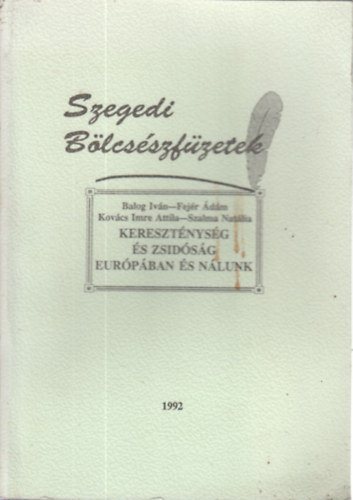 Szegedi
Bölcsészfüzetek
Balog Iván—Fejér Ádám
Kovács Imre Attila—Szalma Natália
KERESZTÉNYSÉG
ÉS ZSIDÓSÁG
EURÓPÁBAN ÉS NÁLUNK
1992